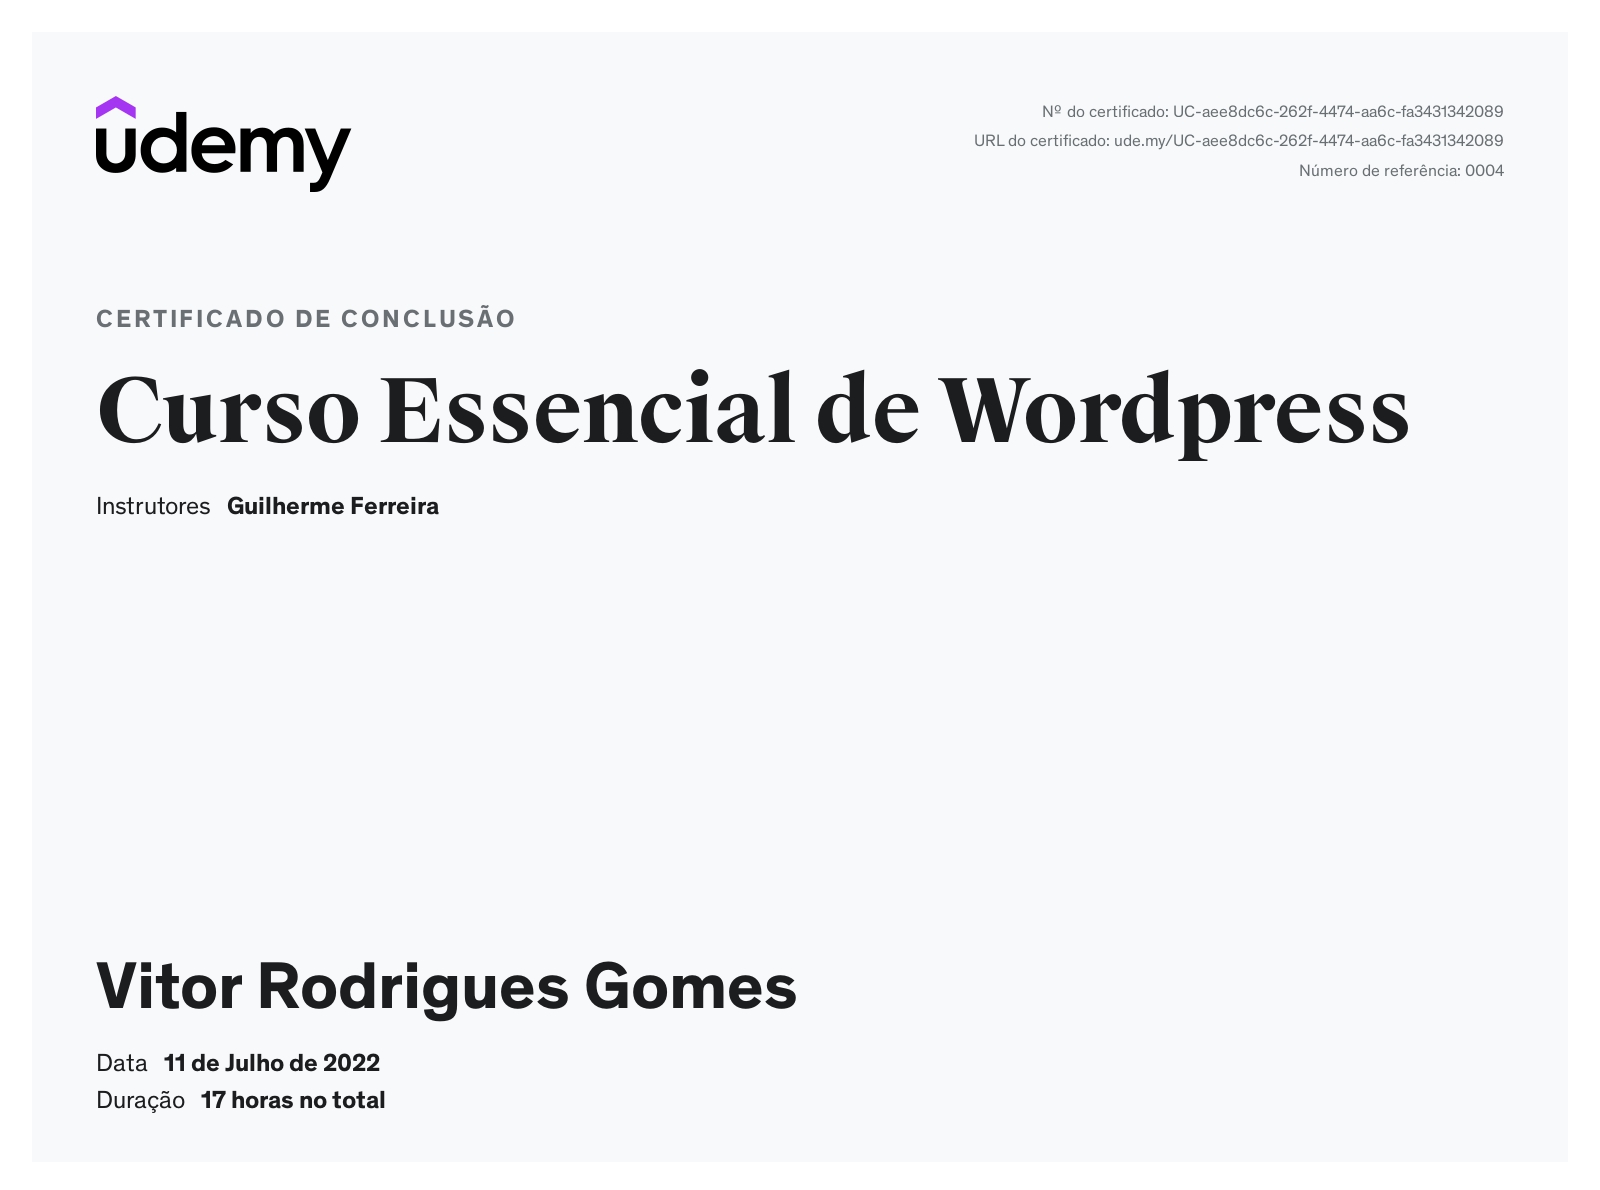 udemy
Nº do certificado: UC-aee8dc6c-262f-4474-aa6c-fa3431342089
URL do certificado: ude.my/UC-aee8dc6c-262f-4474-aa6c-fa3431342089
Número de referência: 0004
CERTIFICADO DE CONCLUSÃO
Curso Essencial de Wordpress
Instrutores Guilherme Ferreira
Vitor Rodrigues Gomes
Data 11 de Julho de 2022
Duração 17 horas no total